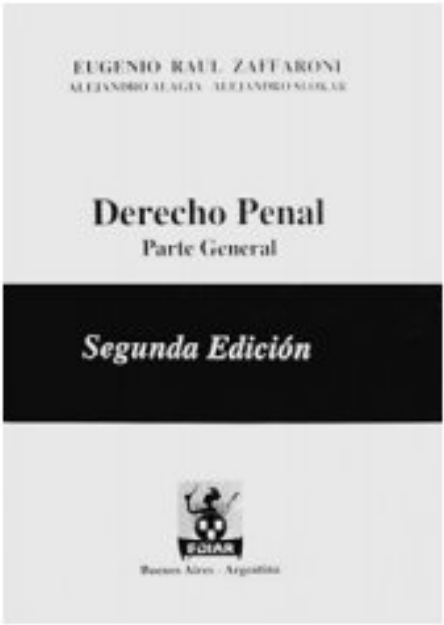 EUGENIO RAUL ZAFFARONI
ALEJANDRO ALAGIA - ALEJANDRO SLOKAR
Derecho Penal
Parte General
Segunda Edición
EDIAR
Buenos Aires - Argentina